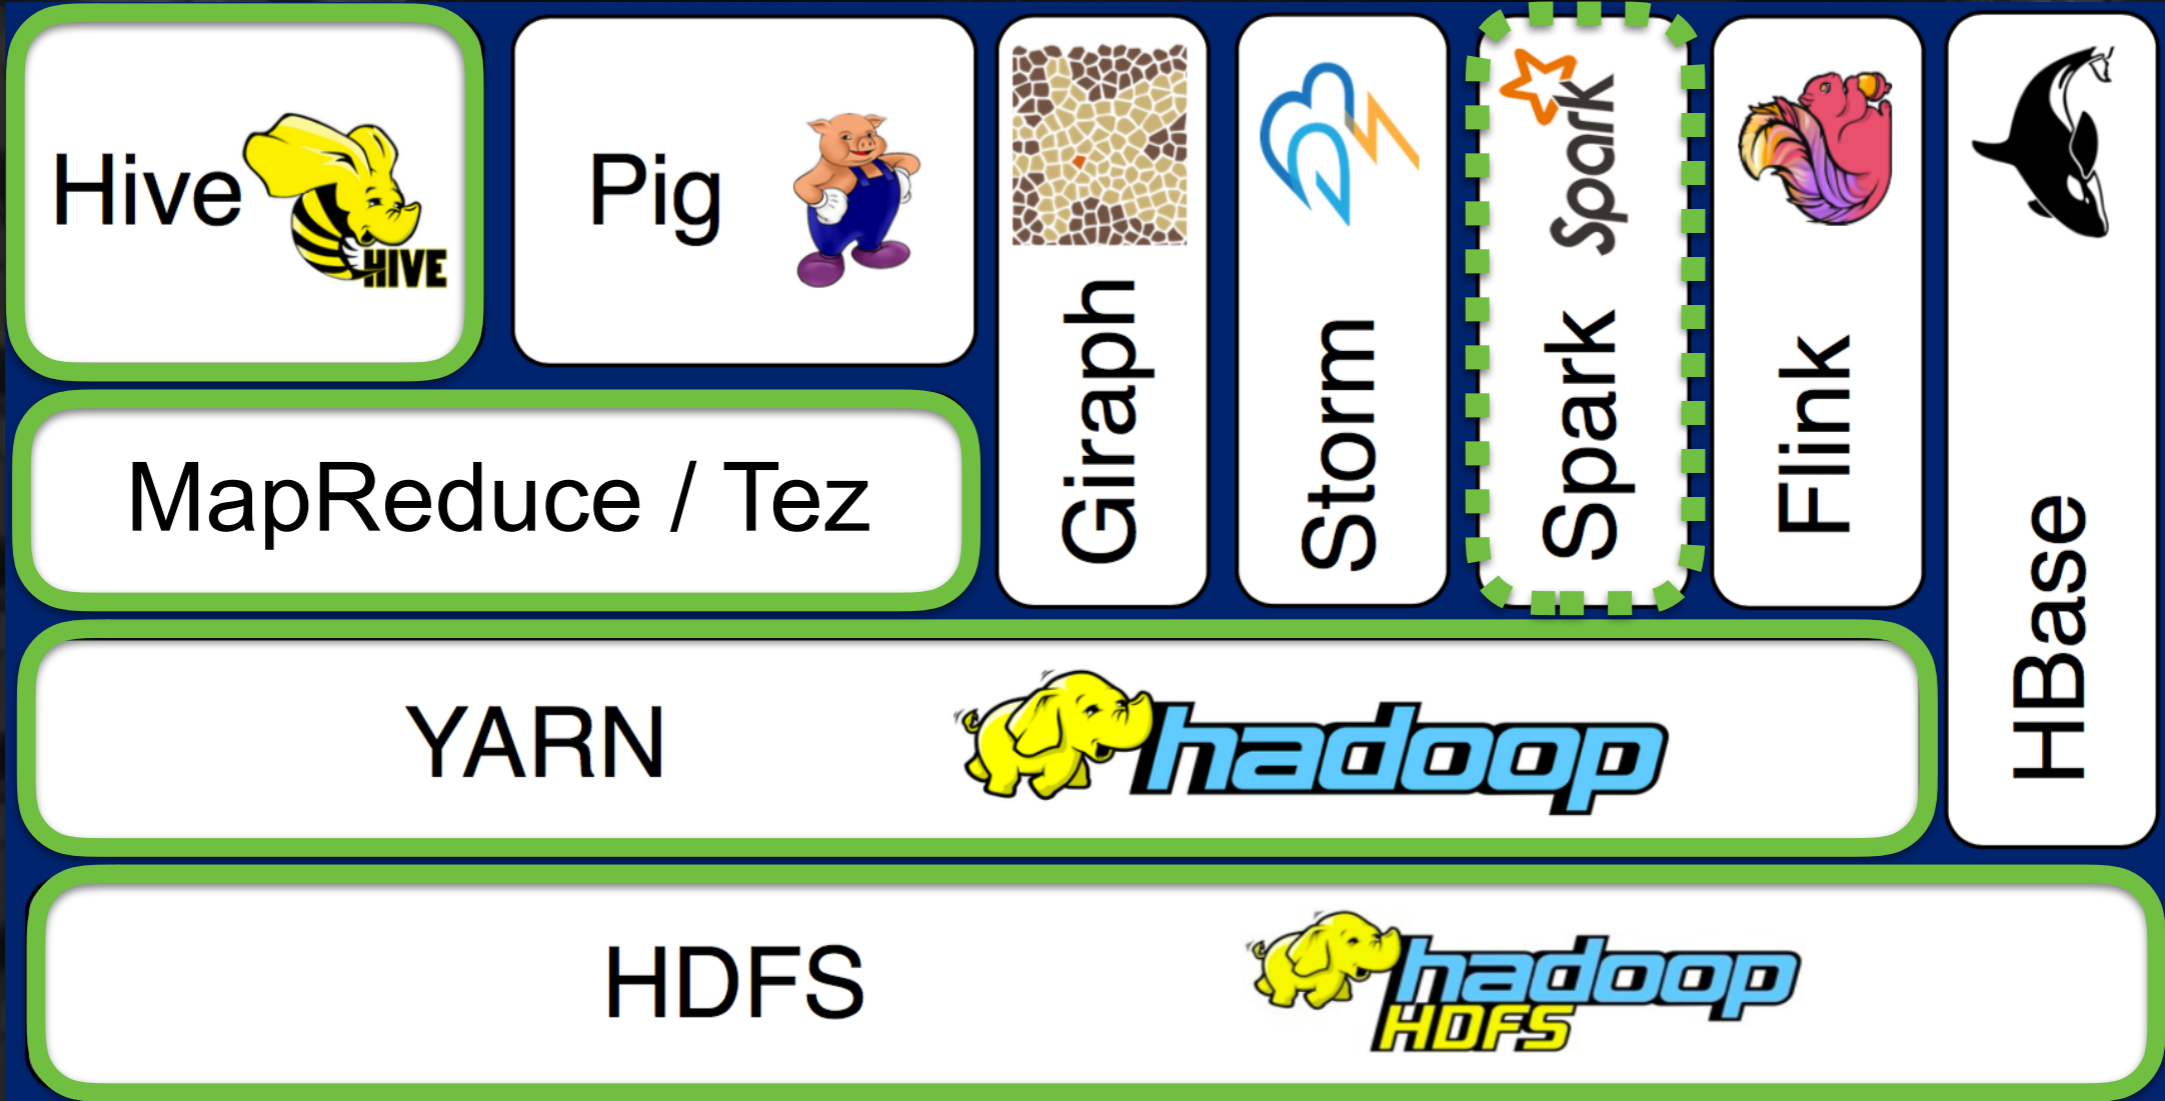 Hive
HIVE
Pig
Giraph
Storm
Spark
Spark
Flink
HBase
MapReduce / Tez
YARN
hadoop
HDFS
hadoop
HDFS